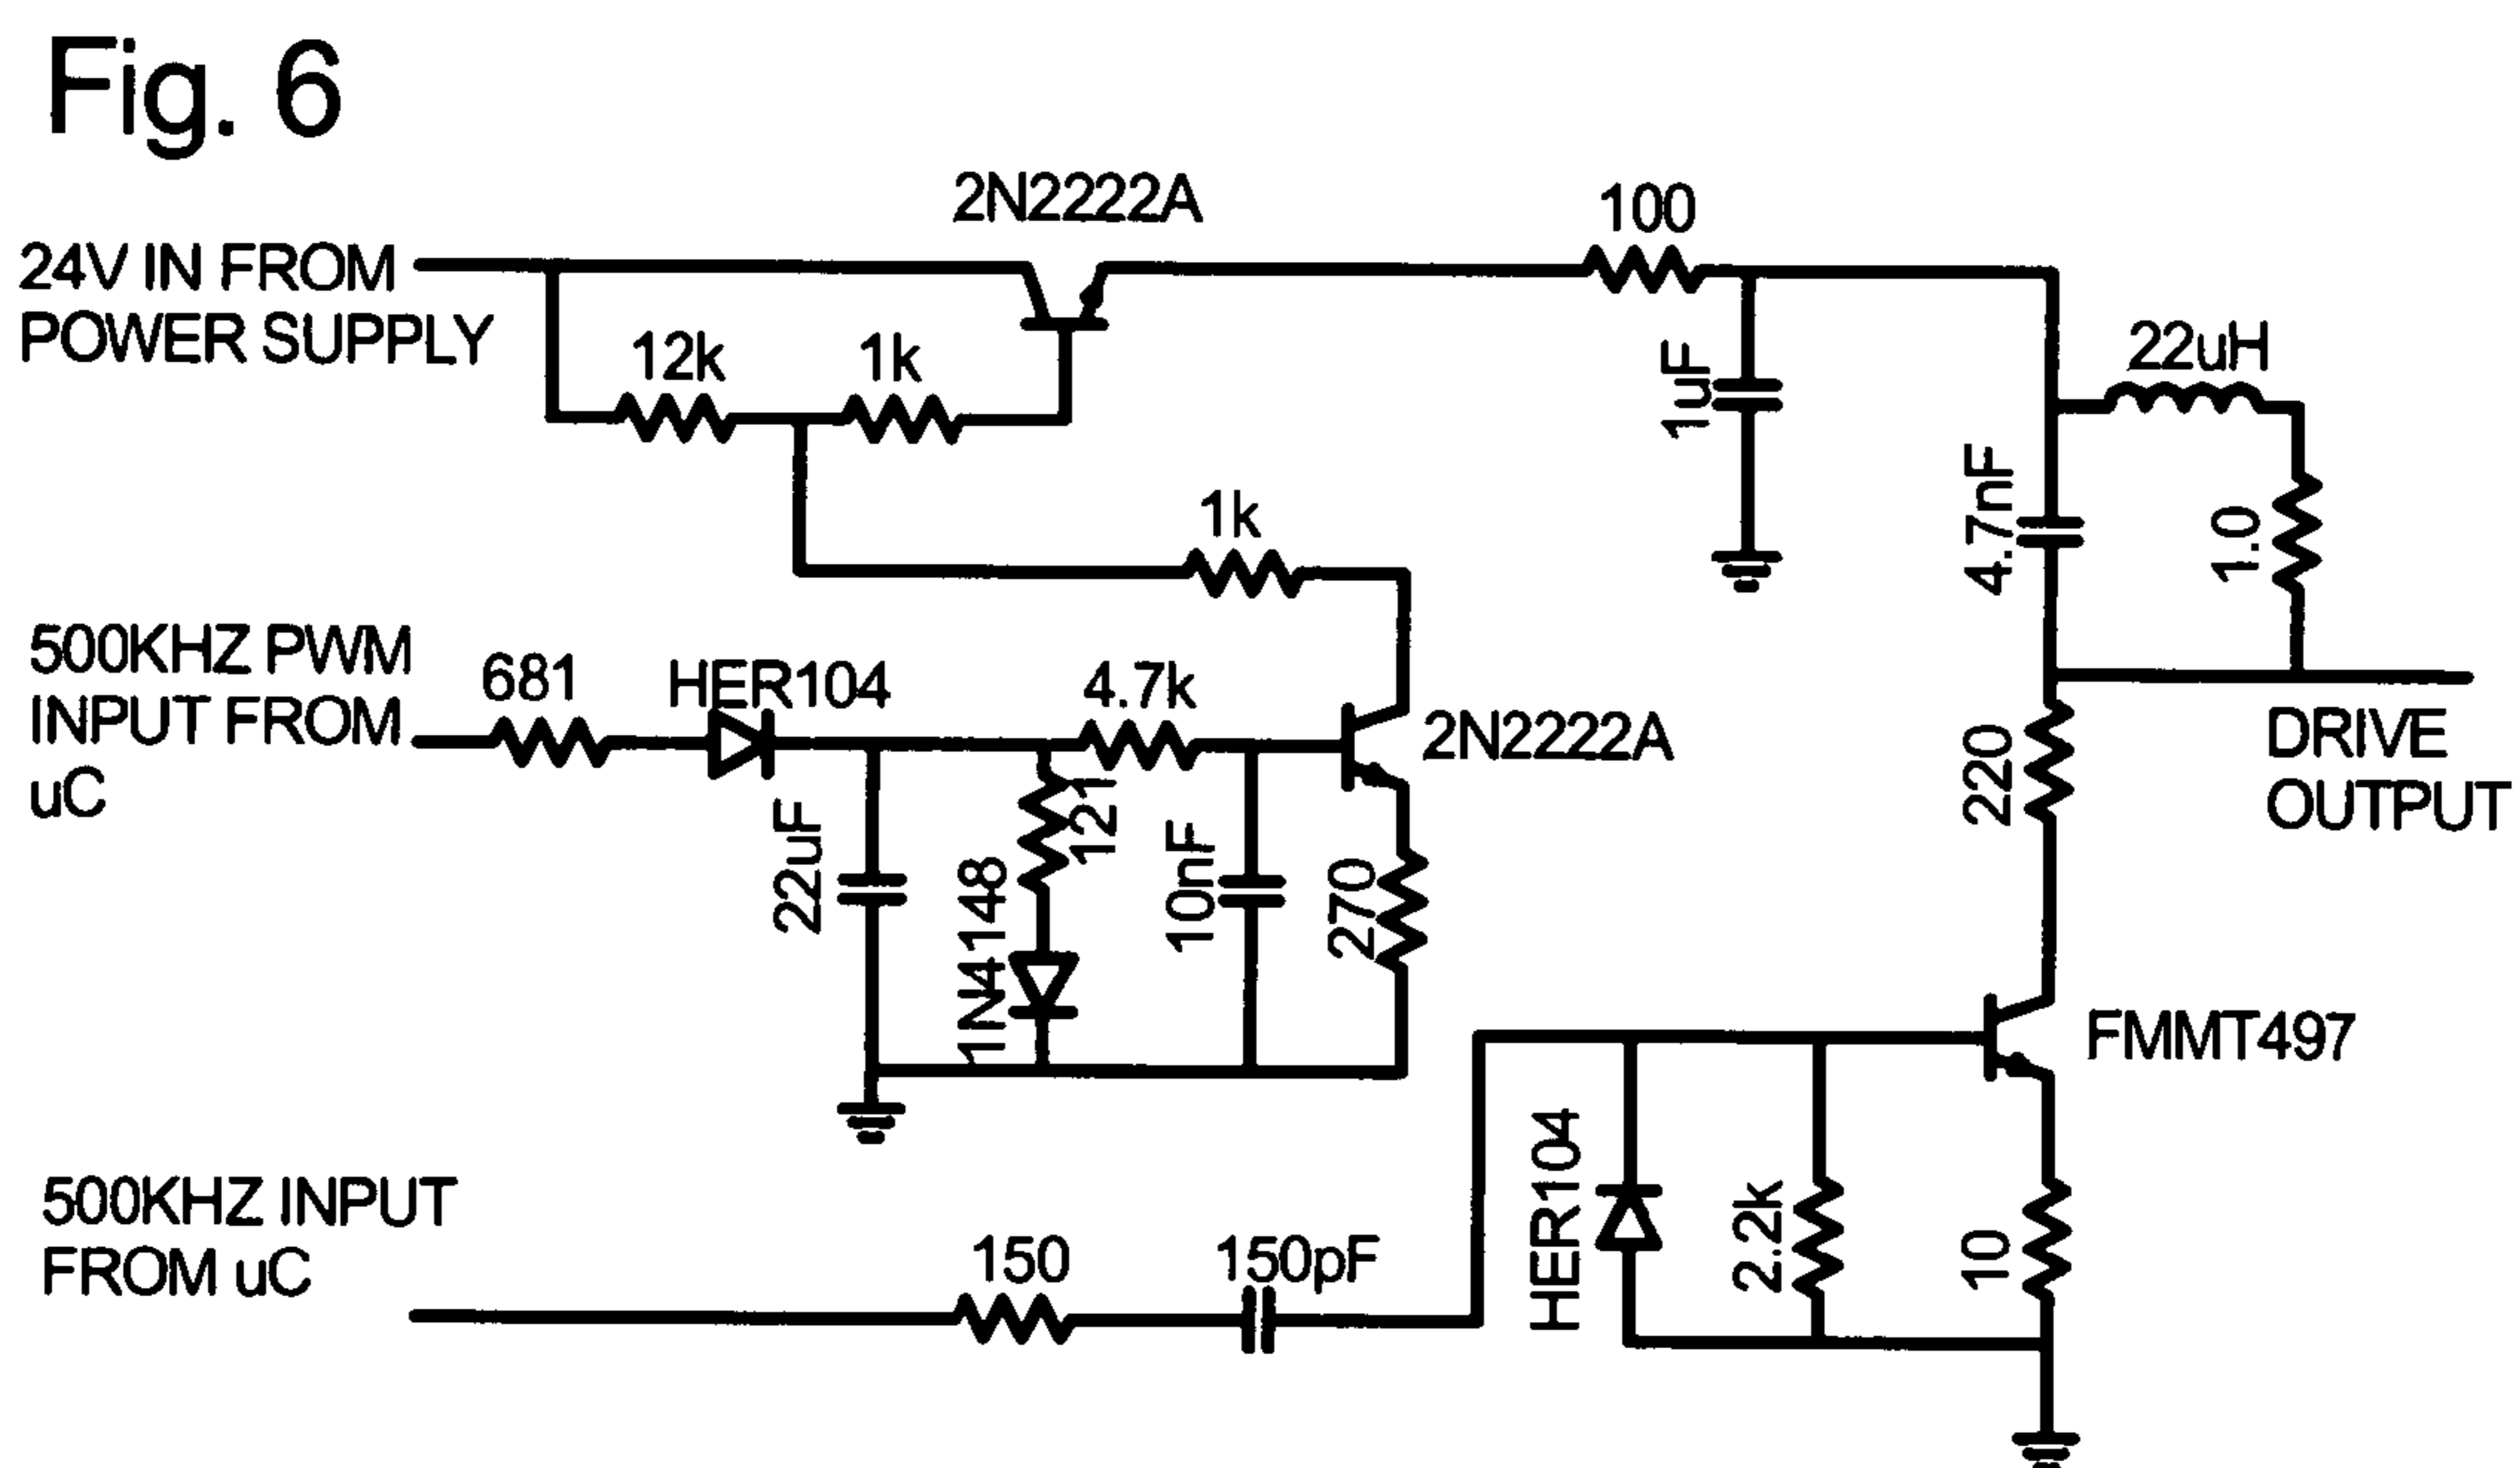 Fig. 6
2N2222A
100
24V IN FROM
POWER SUPPLY
12k
1k
1uF
22uH
4.7nF
1.0
1k
500KHZ PWM
INPUT FROM
uC
681
HER104
4.7k
2N2222A
220
DRIVE
OUTPUT
22uF
121
1N4148
10nF
270
FMMT497
500KHZ INPUT
FROM uC
150
150pF
HER104
2.2k
10